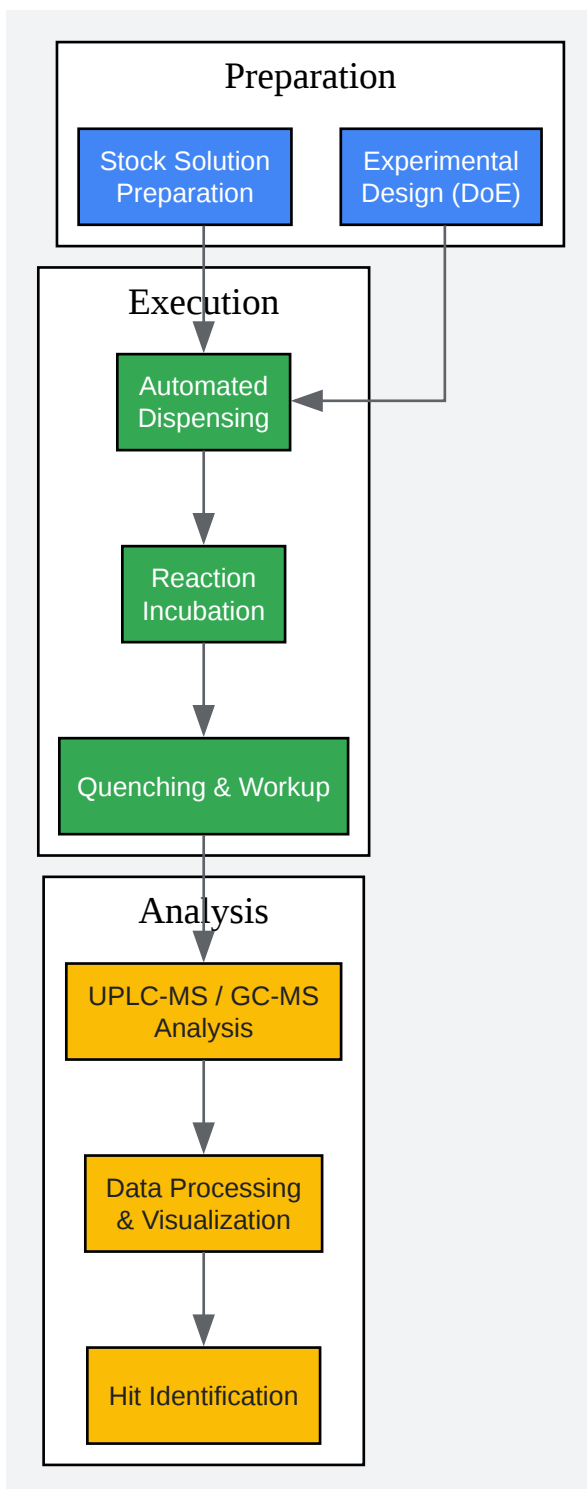 Preparation
Stock Solution
Preparation
Experimental
Design (DoE)
Execution
Automated
Dispensing
Reaction
Incubation
Quenching & Workup
Analysis
UPLC-MS / GC-MS
Analysis
Data Processing
& Visualization
Hit Identification